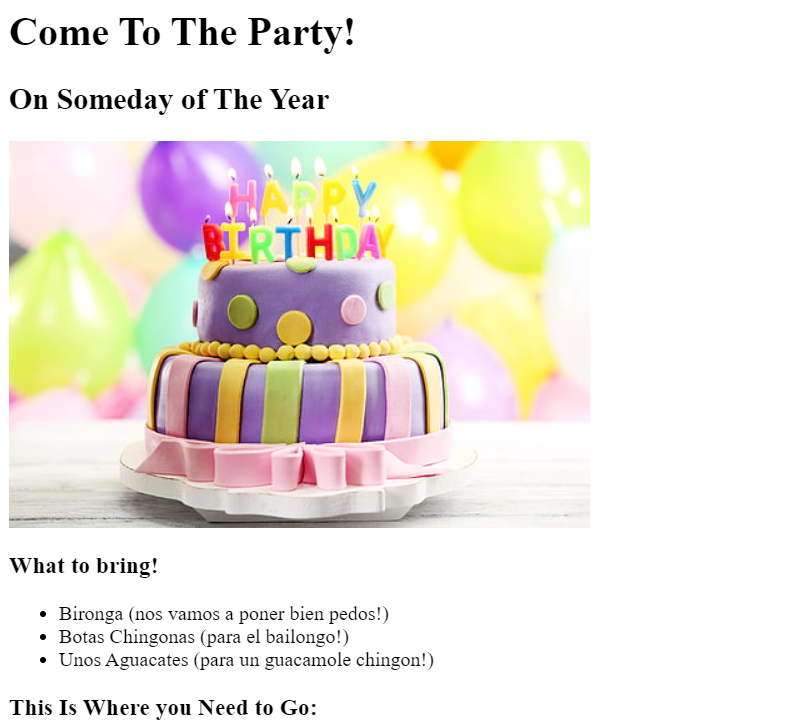 Come To The Party!
On Someday of The Year
HAPPY
BIRTHDAY
What to bring!
Bironga (nos vamos a poner bien pedos!)
Botas Chingonas (para el bailongo!)
Unos Aguacates (para un guacamole chingon!)
This Is Where you Need to Go: